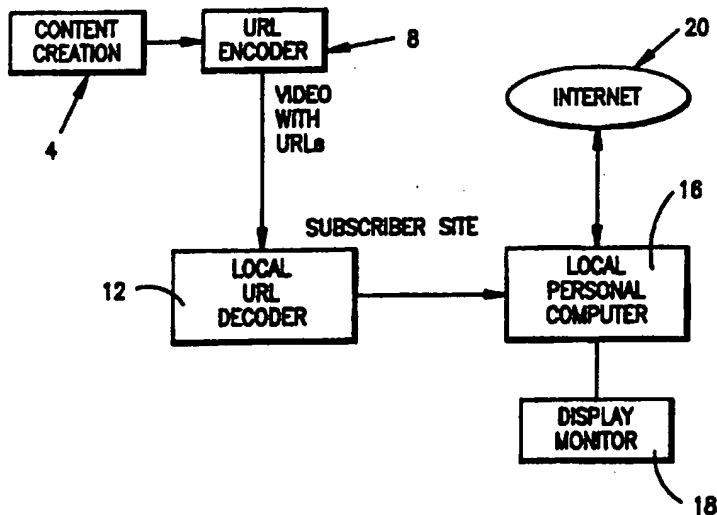 CONTENT
CREATION
4
URL
ENCODER
8
VIDEO
WITH
URLs
20
INTERNET
SUBSCRIBER SITE
12
LOCAL
URL
DECODER
16
LOCAL
PERSONAL
COMPUTER
DISPLAY
MONITOR
18